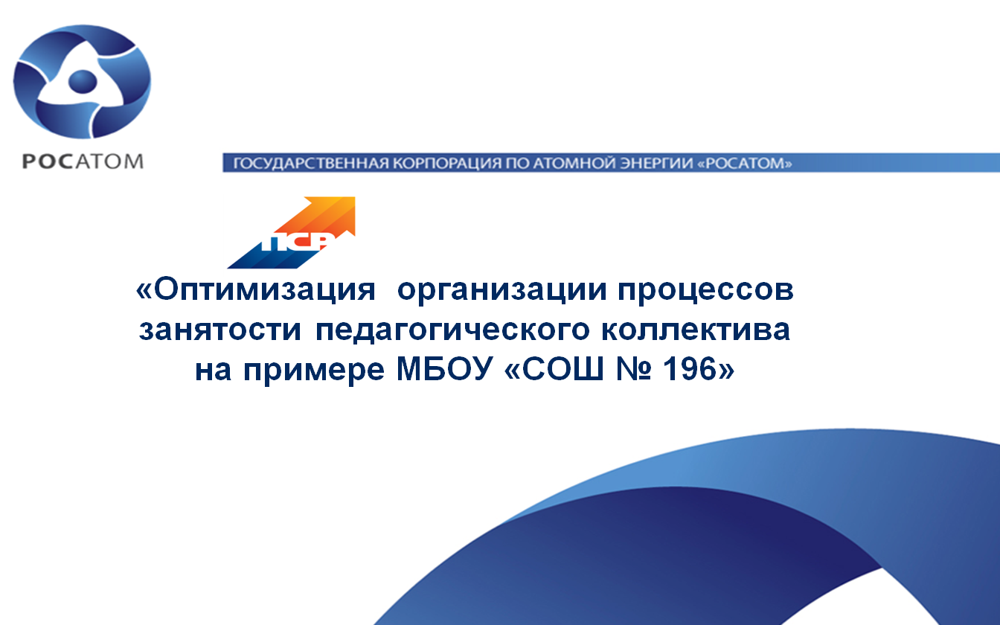 РОСАТОМ
ГОСУДАРСТВЕННАЯ КОРПОРАЦИЯ ПО АТОМНОЙ ЭНЕРГИИ «РОСАТОМ»
ПСР
«Оптимизация организации процессов
занятости педагогического коллектива
на примере МБОУ «СОШ № 196»